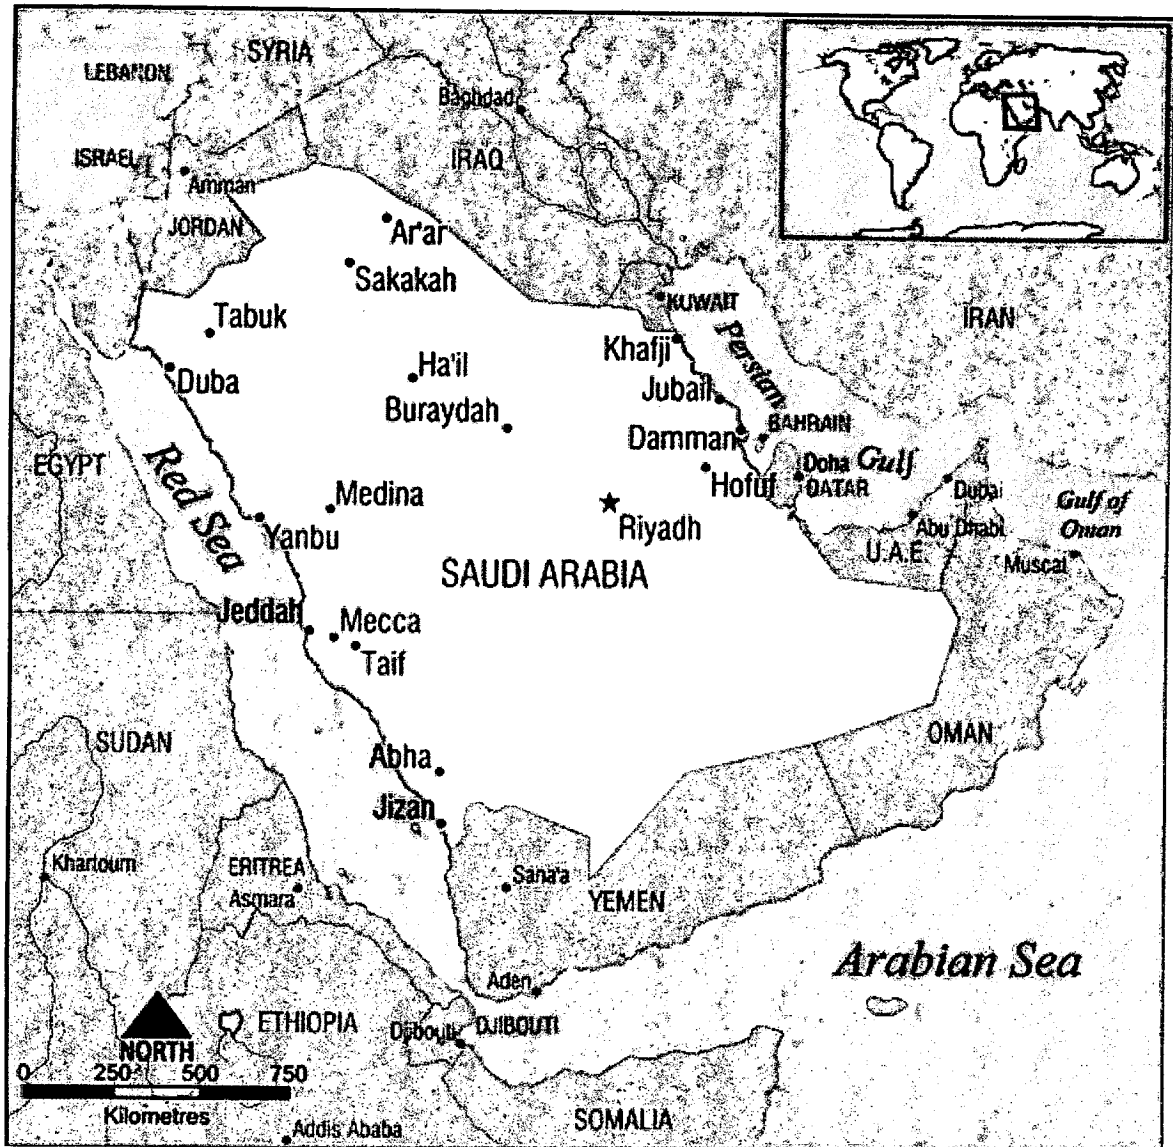 SYRIA
LEBANON
Baghdad
ISRAEL
IRAQ
Amman
JORDAN
Ar'ar
Sakakah
KUWAIT
Tabuk
IRAN
Persian
Khafji
Ha'il
Duba
Jubail
Buraydah
BAHRAIN
Damman
EGYPT
Red Sea
Doha
Gulf
Hofuf
QATAR
Dubai
Medina
Gulf of
Oman
Yanbu
Riyadh
Abu Dhabi
U.A.E.
Muscat
SAUDI ARABIA
Jeddah
Mecca
Taif
SUDAN
OMAN
Abha
Jizan
Khartoum
ERITREA
Asmara
Sana'a
YEMEN
Arabian Sea
Aden
ETHIOPIA
Djibouti
DJIBOUTI
NORTH
0 250 500 750
Kilometres
SOMALIA
Addis Ababa